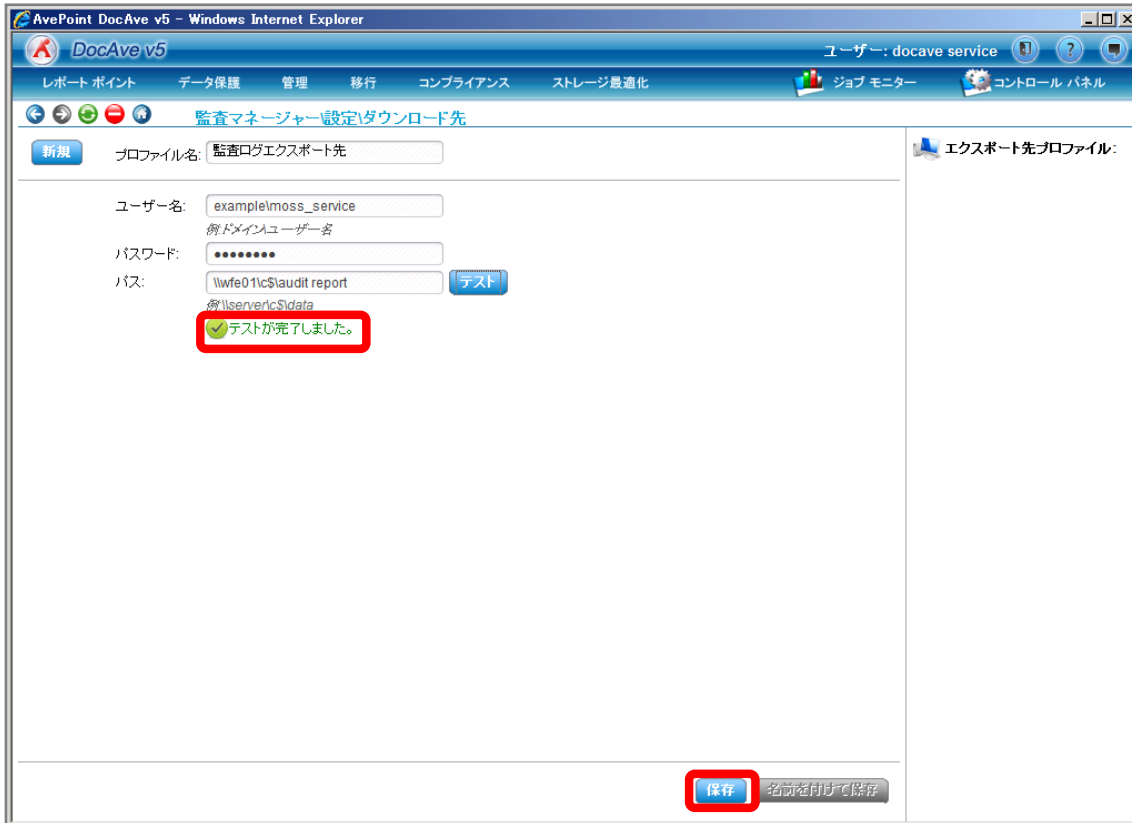 AvePoint DocAve v5 - Windows Internet Explorer
DocAve v5
ユーザー: docave service
レポート ポイント データ保護 管理 移行 コンプライアンス ストレージ最適化 ジョブ モニター コントロール パネル
監査マネージャー\設定\ダウンロード先
新規 プロファイル名: 監査ログエクスポート先
エクスポート先プロファイル:
ユーザー名: example\moss_service
例:ドメイン\ユーザー名
パスワード: ••••••••
パス: \\wfe01\c$\audit report テスト
例:\\server\c$\data
テストが完了しました。
保存 名前を付けて保存